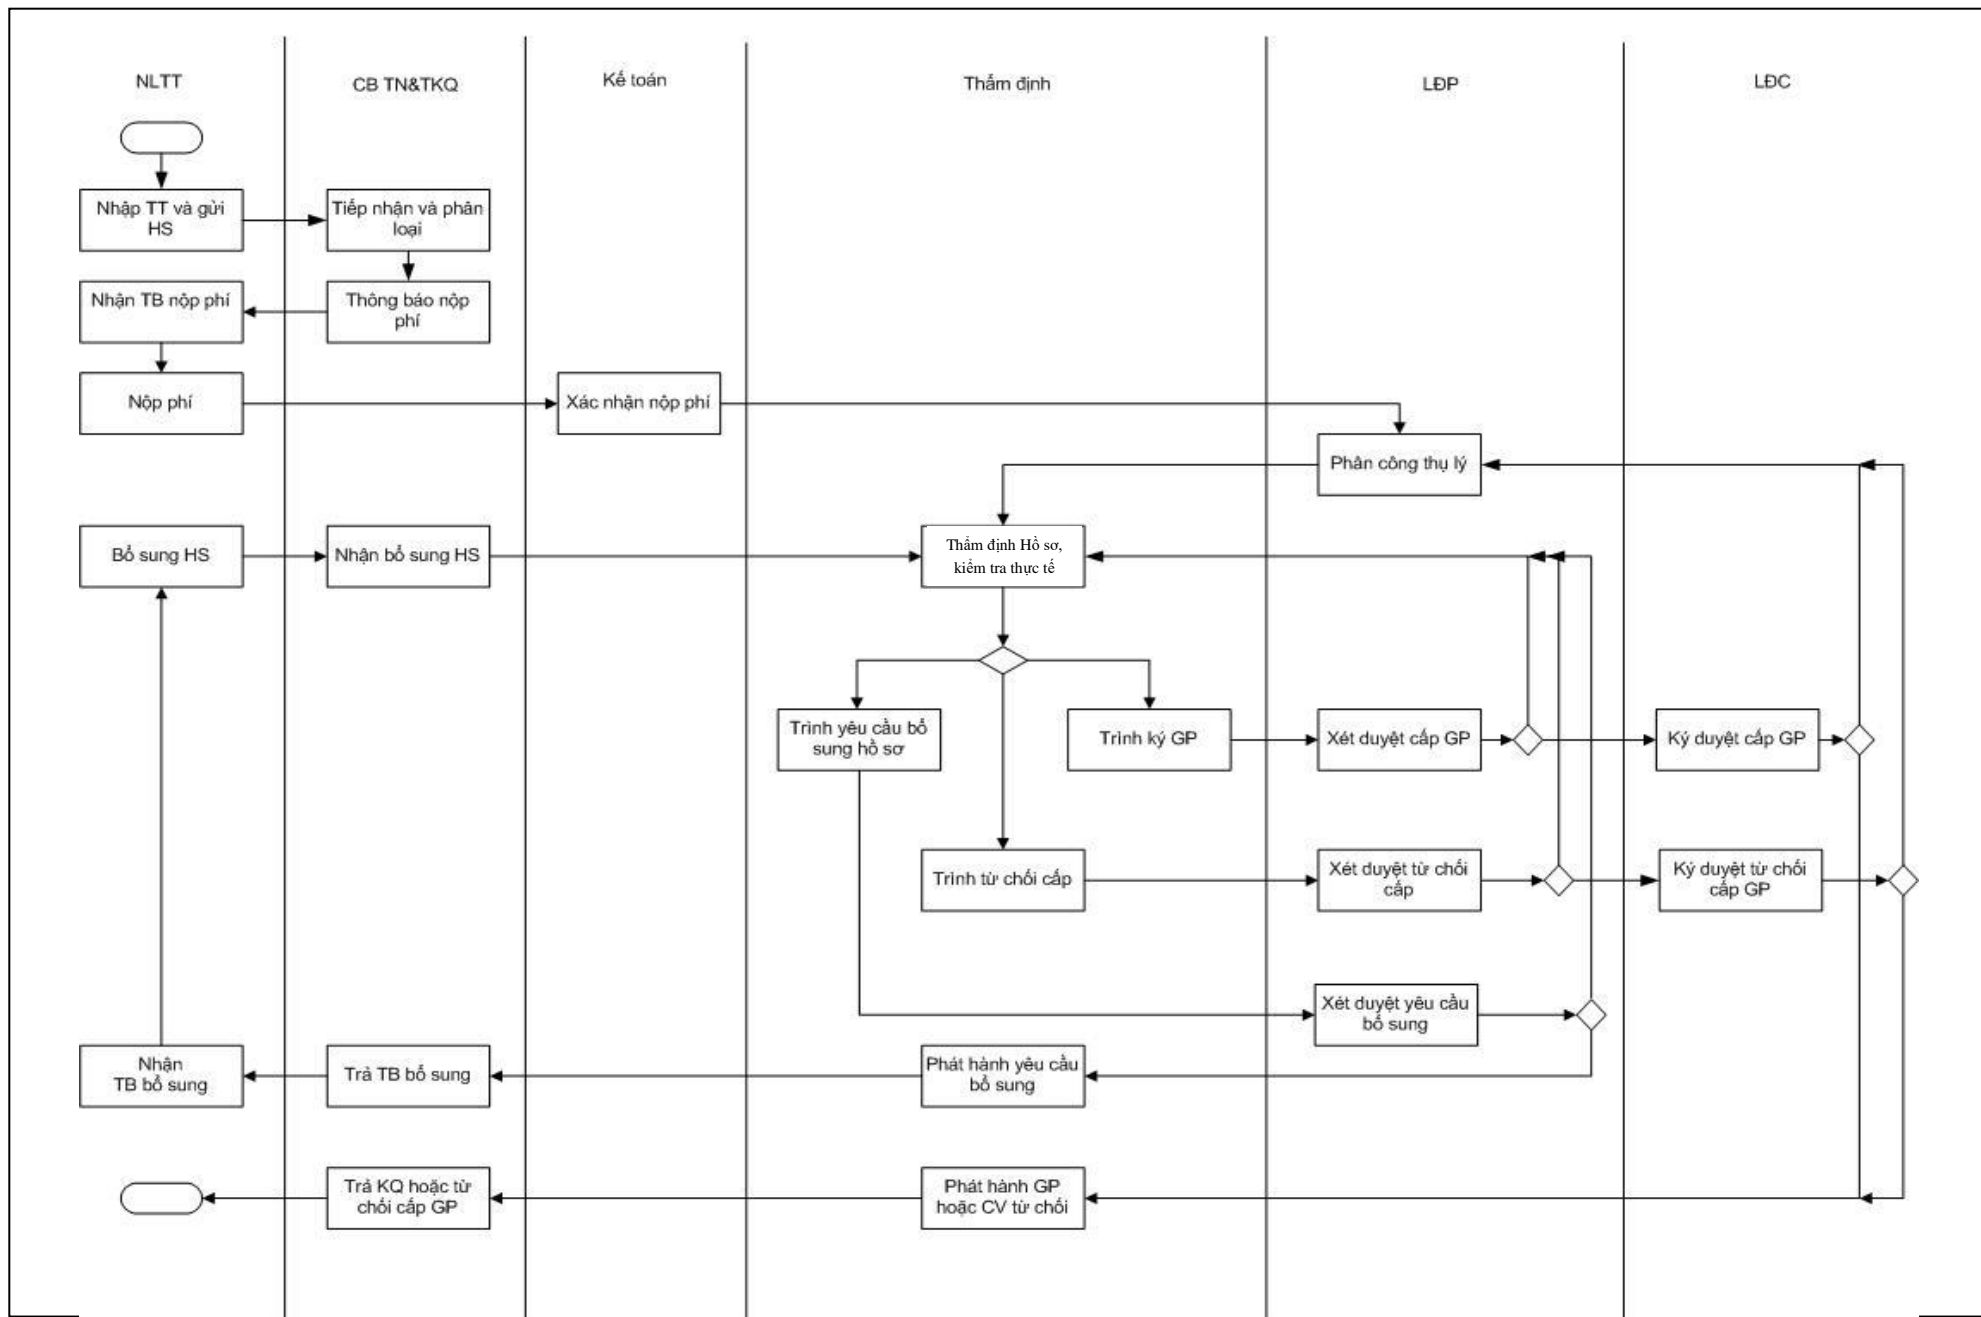 NLTT
CB TN&TKQ
Kế toán
Thẩm định
LĐP
LĐC
Nhập TT và gửi
HS
Tiếp nhận và phân
loại
Nhận TB nộp phí
Thông báo nộp
phí
Nộp phí
Xác nhận nộp phí
Phân công thụ lý
Bổ sung HS
Nhận bổ sung HS
Thẩm định Hồ sơ,
kiểm tra thực tế
Trình yêu cầu bổ
sung hồ sơ
Trình ký GP
Xét duyệt cấp GP
Ký duyệt cấp GP
Trình từ chối cấp
Xét duyệt từ chối
cấp
Ký duyệt từ chối
cấp GP
Xét duyệt yêu cầu
bổ sung
Nhận
TB bổ sung
Trả TB bổ sung
Phát hành yêu cầu
bổ sung
Trả KQ hoặc từ
chối cấp GP
Phát hành GP
hoặc CV từ chối